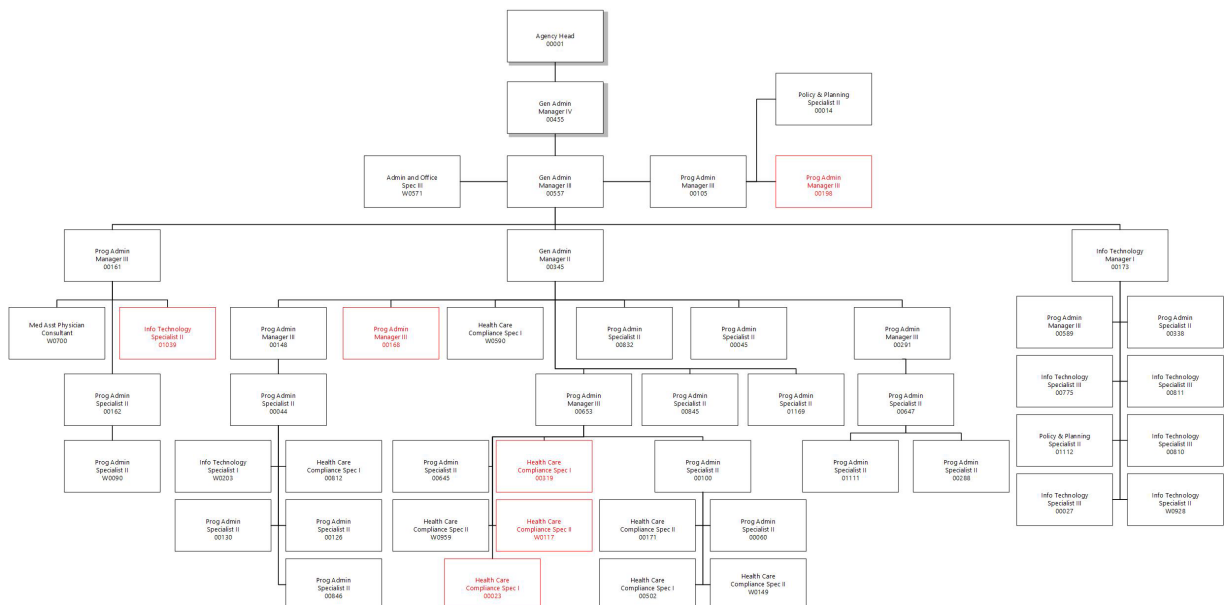 Agency Head
00001
Gen Admin
Manager IV
00455
Policy & Planning
Specialist II
00014
Admin and Office
Spec III
W0571
Gen Admin
Manager III
00557
Prog Admin
Manager III
00105
Prog Admin
Manager III
00198
Prog Admin
Manager III
00161
Gen Admin
Manager II
00345
Info Technology
Manager I
00173
Med Asst Physician
Consultant
W0700
Info Technology
Specialist II
01039
Prog Admin
Manager III
00148
Prog Admin
Manager III
00168
Health Care
Compliance Spec I
W0590
Prog Admin
Specialist II
00832
Prog Admin
Specialist II
00045
Prog Admin
Manager III
00291
Prog Admin
Manager III
00589
Prog Admin
Specialist II
00338
Prog Admin
Specialist II
00162
Prog Admin
Specialist II
00044
Prog Admin
Manager III
00653
Prog Admin
Specialist II
00845
Prog Admin
Specialist II
01169
Prog Admin
Specialist II
00647
Info Technology
Specialist III
00775
Info Technology
Specialist III
00811
Prog Admin
Specialist II
W0090
Info Technology
Specialist I
W0203
Health Care
Compliance Spec I
00812
Prog Admin
Specialist II
00645
Health Care
Compliance Spec I
00319
Prog Admin
Specialist II
00100
Prog Admin
Specialist II
01111
Prog Admin
Specialist II
00288
Policy & Planning
Specialist II
01112
Info Technology
Specialist III
00810
Prog Admin
Specialist II
00130
Prog Admin
Specialist II
00126
Health Care
Compliance Spec II
W0959
Health Care
Compliance Spec II
W0117
Health Care
Compliance Spec II
00171
Prog Admin
Specialist II
00060
Info Technology
Specialist III
00027
Info Technology
Specialist II
W0928
Prog Admin
Specialist II
00846
Health Care
Compliance Spec I
00023
Health Care
Compliance Spec I
00502
Health Care
Compliance Spec II
W0149